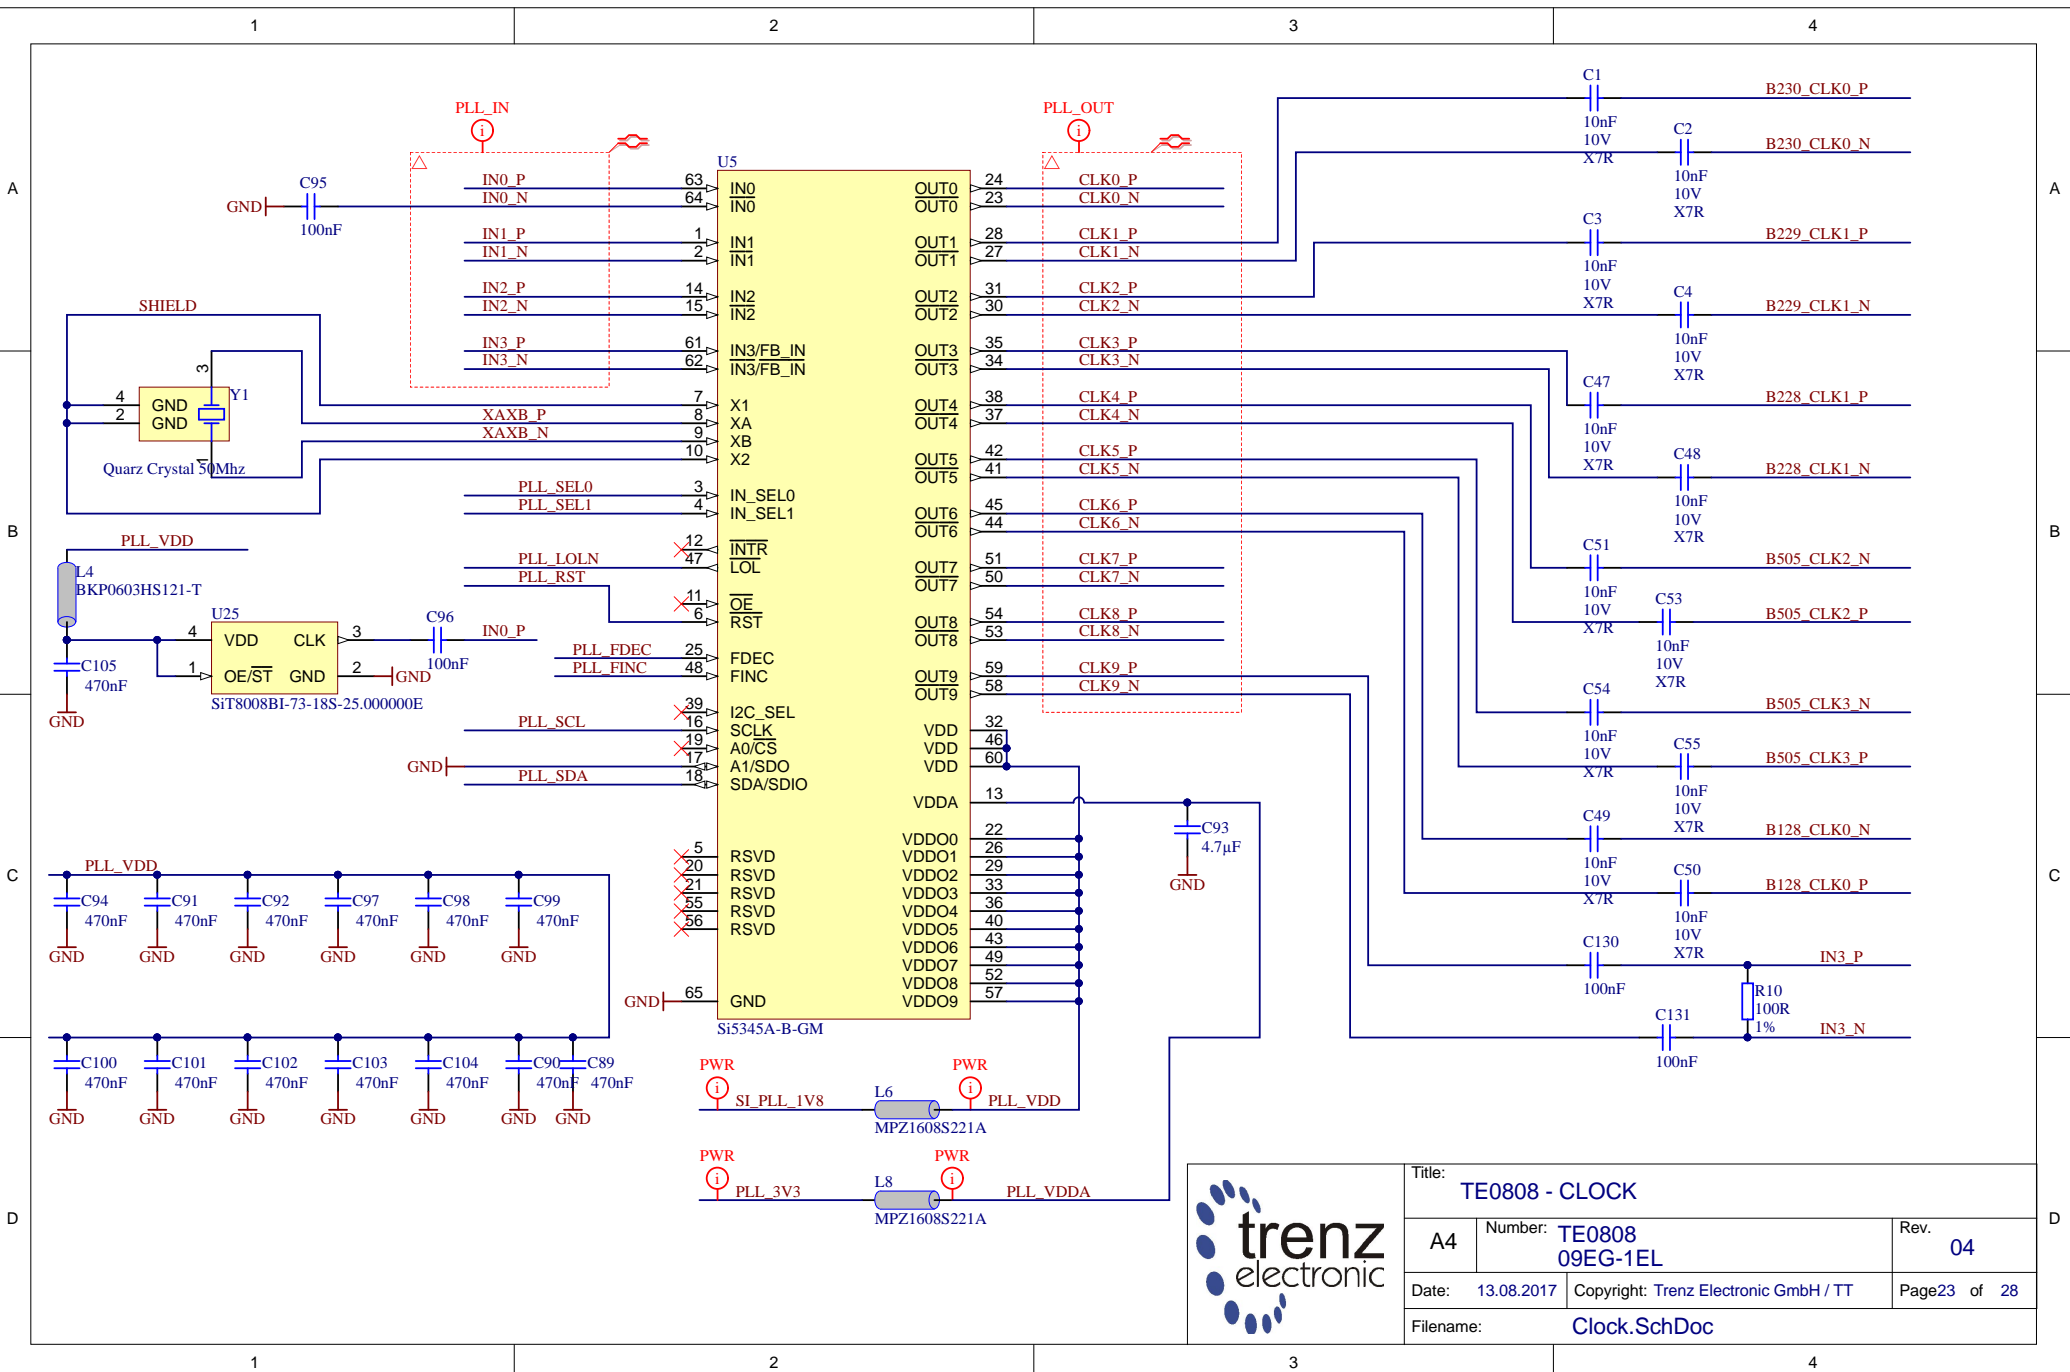 1 2 3 4
A A
B B
C C
D D
1 2 3 4
PLL_IN
i
PLL_OUT
i
C95
GND
100nF
IN0_P
IN0_N
IN1_P
IN1_N
IN2_P
IN2_N
IN3_P
IN3_N
SHIELD
3
4 GND
2 GND
Y1
1
Quarz Crystal 50Mhz
XAXB_P
XAXB_N
PLL_SEL0
PLL_SEL1
PLL_VDD
L4
BKP0603HS121-T
PLL_LOLN
PLL_RST
U25
4 VDD CLK 3
1 OE/ST GND 2
SiT8008BI-73-18S-25.000000E
C96
100nF
IN0_P
GND
C105
470nF
GND
PLL_FDEC
PLL_FINC
PLL_SCL
GND
PLL_SDA
U5
63 IN0
64 IN0
1 IN1
2 IN1
14 IN2
15 IN2
61 IN3/FB_IN
62 IN3/FB_IN
7 X1
8 XA
9 XB
10 X2
3 IN_SEL0
4 IN_SEL1
12 INTR
47 LOL
11 OE
6 RST
25 FDEC
48 FINC
39 I2C_SEL
16 SCLK
19 A0/CS
17 A1/SDO
18 SDA/SDIO
5 RSVD
20 RSVD
21 RSVD
55 RSVD
56 RSVD
GND 65 GND
OUT0 24 CLK0_P
OUT0 23 CLK0_N
OUT1 28 CLK1_P
OUT1 27 CLK1_N
OUT2 31 CLK2_P
OUT2 30 CLK2_N
OUT3 35 CLK3_P
OUT3 34 CLK3_N
OUT4 38 CLK4_P
OUT4 37 CLK4_N
OUT5 42 CLK5_P
OUT5 41 CLK5_N
OUT6 45 CLK6_P
OUT6 44 CLK6_N
OUT7 51 CLK7_P
OUT7 50 CLK7_N
OUT8 54 CLK8_P
OUT8 53 CLK8_N
OUT9 59 CLK9_P
OUT9 58 CLK9_N
VDD 32
VDD 46
VDD 60
VDDA 13
VDDO0 22
VDDO1 26
VDDO2 29
VDDO3 33
VDDO4 36
VDDO5 40
VDDO6 43
VDDO7 49
VDDO8 52
VDDO9 57
Si5345A-B-GM
C93
4.7µF
GND
C1
10nF
10V
X7R
B230_CLK0_P
C2
10nF
10V
X7R
B230_CLK0_N
C3
10nF
10V
X7R
B229_CLK1_P
C4
10nF
10V
X7R
B229_CLK1_N
C47
10nF
10V
X7R
B228_CLK1_P
C48
10nF
10V
X7R
B228_CLK1_N
C51
10nF
10V
X7R
B505_CLK2_N
C53
10nF
10V
X7R
B505_CLK2_P
C54
10nF
10V
X7R
B505_CLK3_N
C55
10nF
10V
X7R
B505_CLK3_P
C49
10nF
10V
X7R
B128_CLK0_N
C50
10nF
10V
X7R
B128_CLK0_P
C130
100nF
IN3_P
R10
100R
1%
C131
100nF
IN3_N
PLL_VDD
C94 C91 C92 C97 C98 C99
470nF 470nF 470nF 470nF 470nF 470nF
GND GND GND GND GND GND
C100 C101 C102 C103 C104 C90 C89
470nF 470nF 470nF 470nF 470nF 470nF 470nF
GND GND GND GND GND GND GND
PWR PWR
i i
SI_PLL_1V8 L6 PLL_VDD
MPZ1608S221A
PWR PWR
i i
PLL_3V3 L8 PLL_VDDA
MPZ1608S221A
trenz
electronic
Title:
TE0808 - CLOCK
A4
Number: TE0808
09EG-1EL
Rev.
04
Date: 13.08.2017 Copyright: Trenz Electronic GmbH / TT Page23 of 28
Filename: Clock.SchDoc